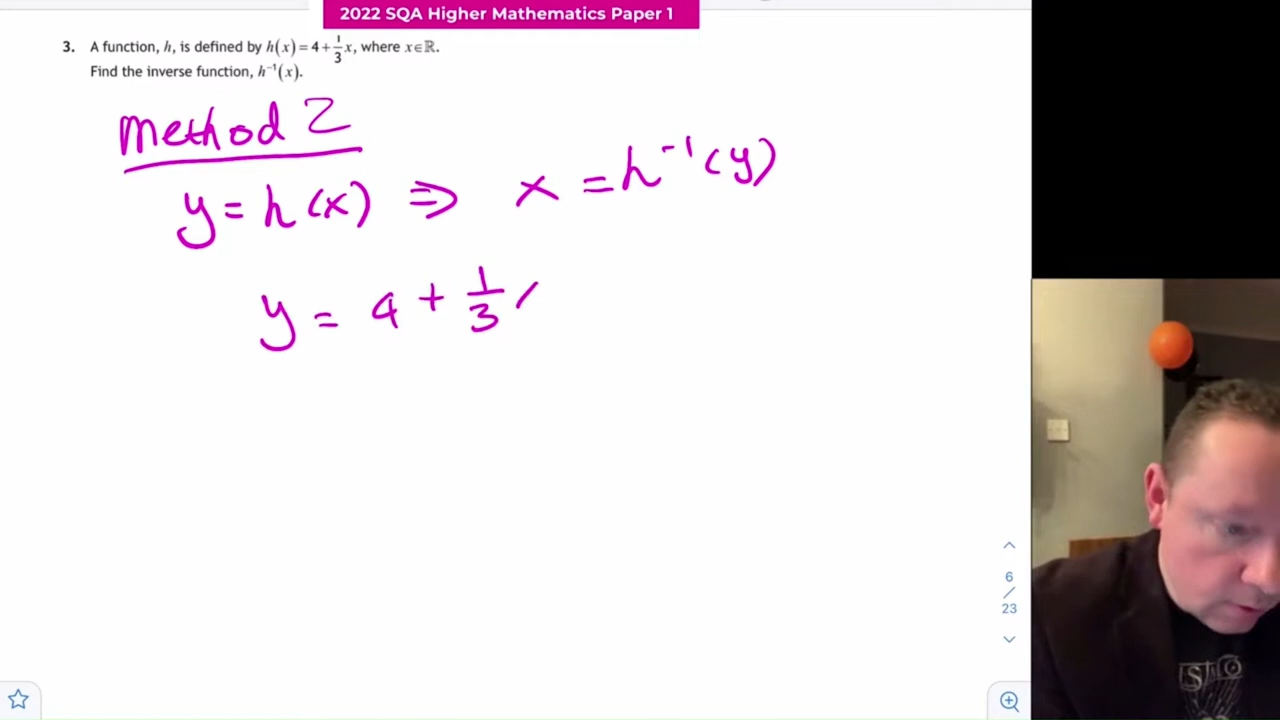 2022 SQA Higher Mathematics Paper 1
3. A function, h, is defined by h(x) = 4 + 1/3 x, where x∈ℝ.
Find the inverse function, h⁻¹(x).
Method 2
y = h(x) ⇒ x = h⁻¹(y)
y = 4 + 1/3
6
/
23